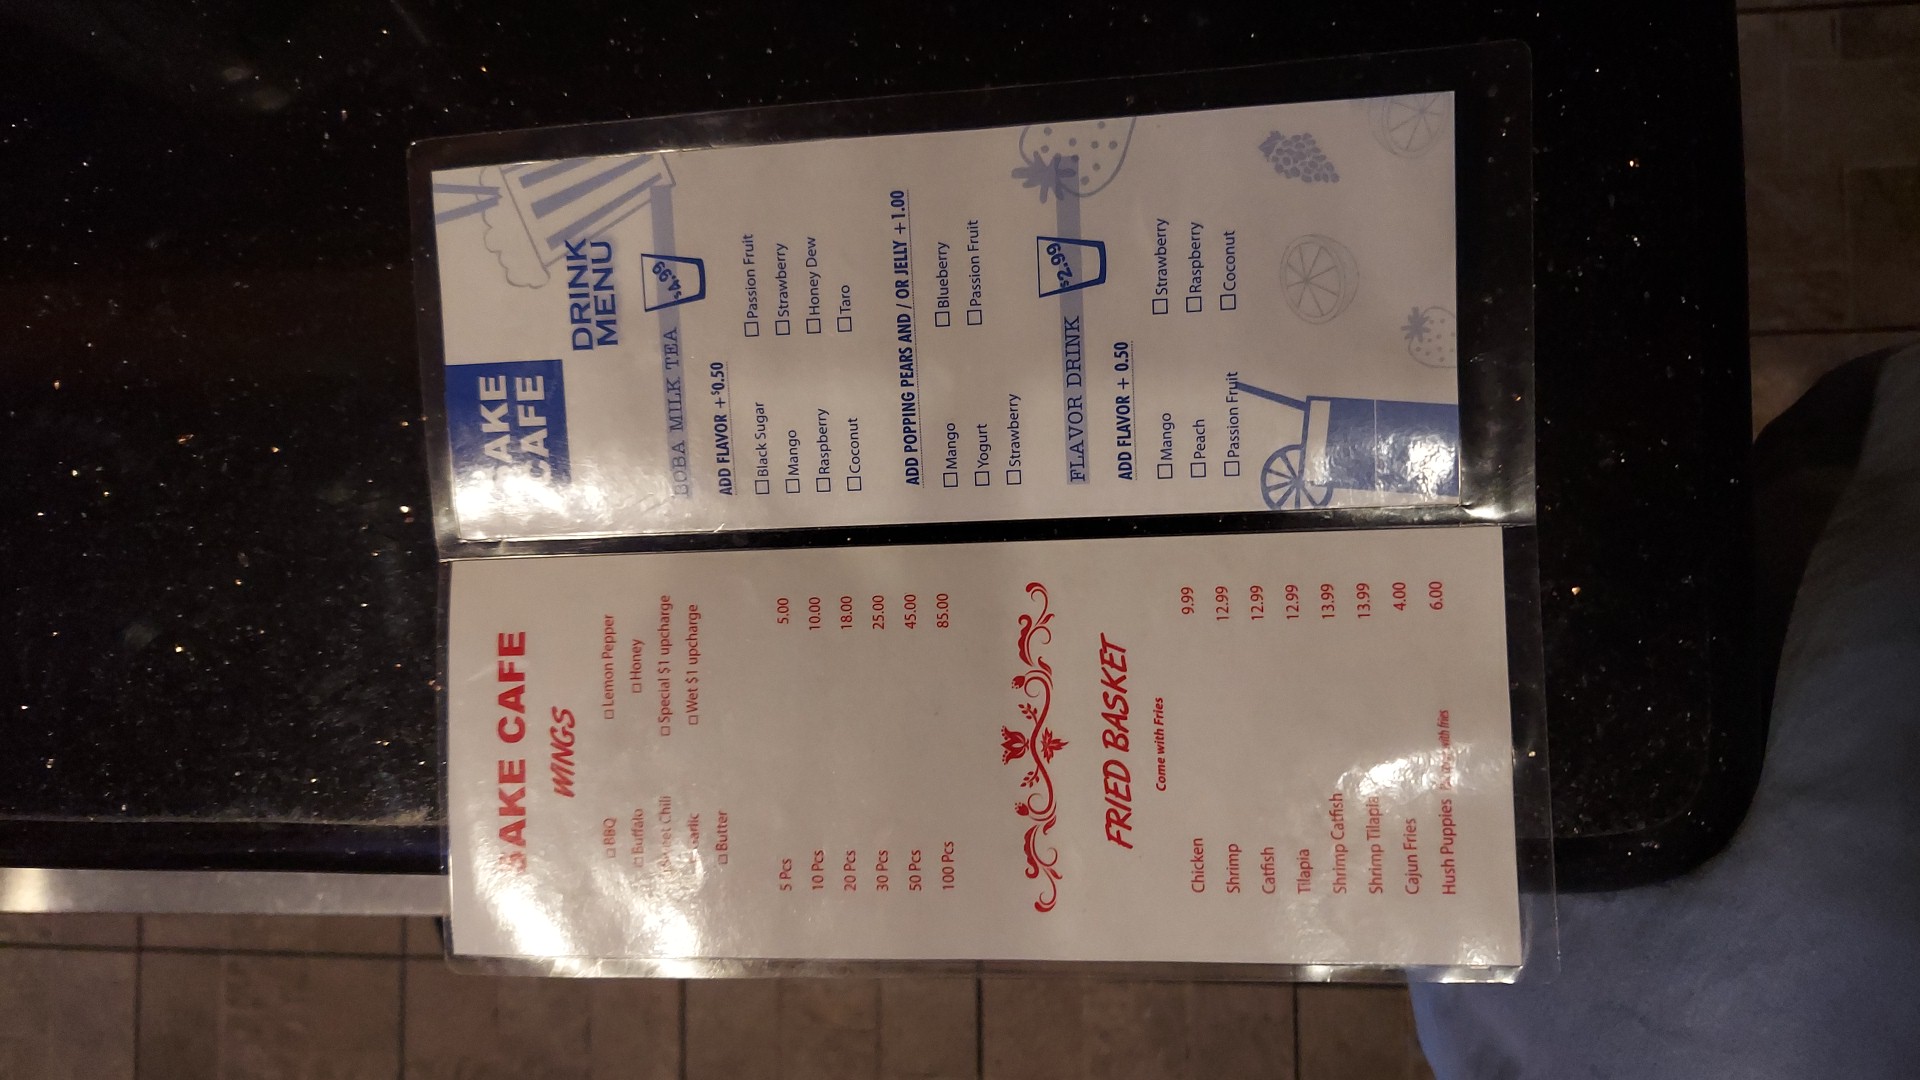 CAFE
WINGS
□ BBQ □ Lemon Pepper
□ Buffalo □ Honey
Chili □ Special $1 upcharge
□ Wet $1 upcharge
□ Butter
5 Pcs 5.00
10 Pcs 10.00
20 Pcs 18.00
30 Pcs 25.00
50 Pcs 45.00
100 Pcs 85.00
FRIED BASKET
Come with Fries
Chicken 9.99
Shrimp 12.99
Catfish 12.99
Tilapia 12.99
Shrimp Catfish 13.99
Shrimp Tilapia 13.99
Cajun Fries 4.00
Hush Puppies with fries 6.00
CAFE
DRINK
MENU
BOBA MILK TEA $4.99
ADD FLAVOR + $0.50
□ Black Sugar □ Passion Fruit
□ Mango □ Strawberry
□ Raspberry □ Honey Dew
□ Coconut □ Taro
ADD POPPING PEARS AND / OR JELLY +1.00
□ Mango □ Blueberry
□ Yogurt □ Passion Fruit
□ Strawberry
FLAVOR DRINK $2.99
ADD FLAVOR + 0.50
□ Mango □ Strawberry
□ Peach □ Raspberry
□ Passion Fruit □ Coconut